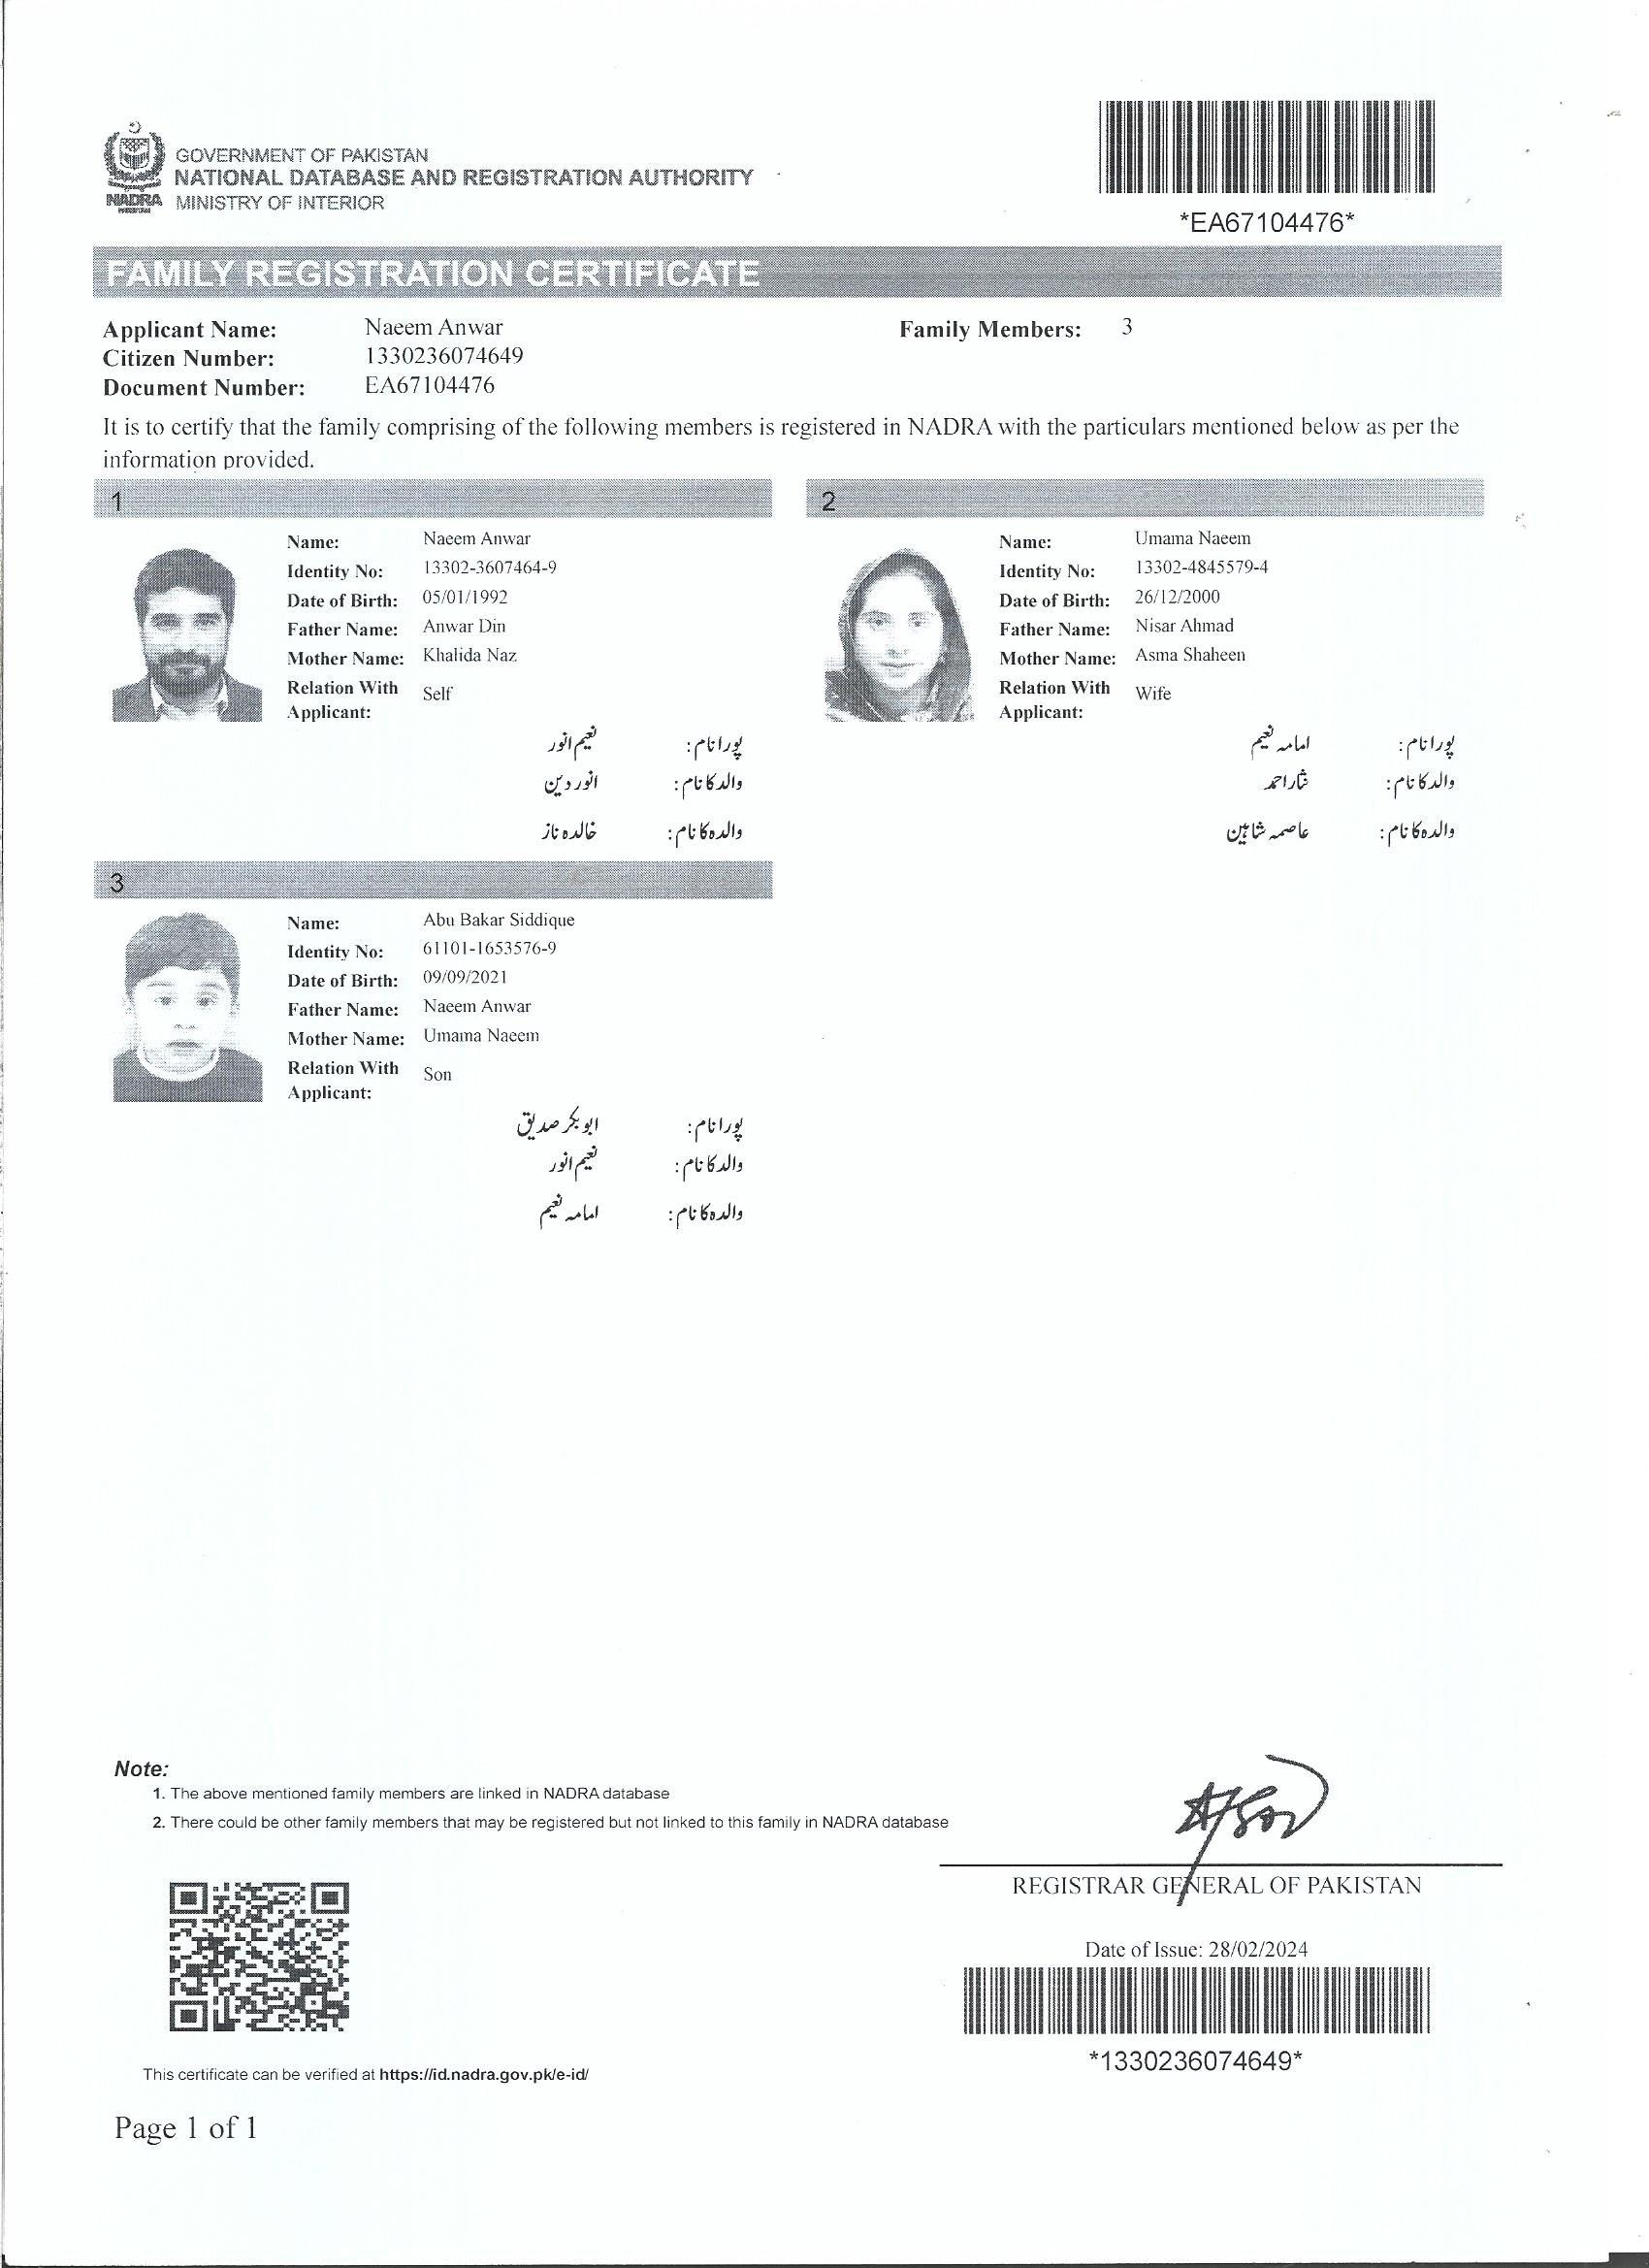 GOVERNMENT OF PAKISTAN
NATIONAL DATABASE AND REGISTRATION AUTHORITY
NADRA
MINISTRY OF INTERIOR
*EA67104476*
FAMILY REGISTRATION CERTIFICATE
Applicant Name: Naeem Anwar Family Members: 3
Citizen Number: 1330236074649
Document Number: EA67104476
It is to certify that the family comprising of the following members is registered in NADRA with the particulars mentioned below as per the
information provided.
1
Name: Naeem Anwar
Identity No: 13302-3607464-9
Date of Birth: 05/01/1992
Father Name: Anwar Din
Mother Name: Khalida Naz
Relation With
Applicant: Self
پورا نام: نعیم انور
والد کا نام: انور دین
والدہ کا نام: خالدہ ناز
2
Name: Umama Naeem
Identity No: 13302-4845579-4
Date of Birth: 26/12/2000
Father Name: Nisar Ahmad
Mother Name: Asma Shaheen
Relation With
Applicant: Wife
پورا نام: امامہ نعیم
والد کا نام: نثار احمد
والدہ کا نام: عاصمہ شاہین
3
Name: Abu Bakar Siddique
Identity No: 61101-1653576-9
Date of Birth: 09/09/2021
Father Name: Naeem Anwar
Mother Name: Umama Naeem
Relation With
Applicant: Son
پورا نام: ابو بکر صدیق
والد کا نام: نعیم انور
والدہ کا نام: امامہ نعیم
Note:
1. The above mentioned family members are linked in NADRA database
2. There could be other family members that may be registered but not linked to this family in NADRA database
REGISTRAR GENERAL OF PAKISTAN
Date of Issue: 28/02/2024
*1330236074649*
This certificate can be verified at https://id.nadra.gov.pk/e-id/
Page 1 of 1